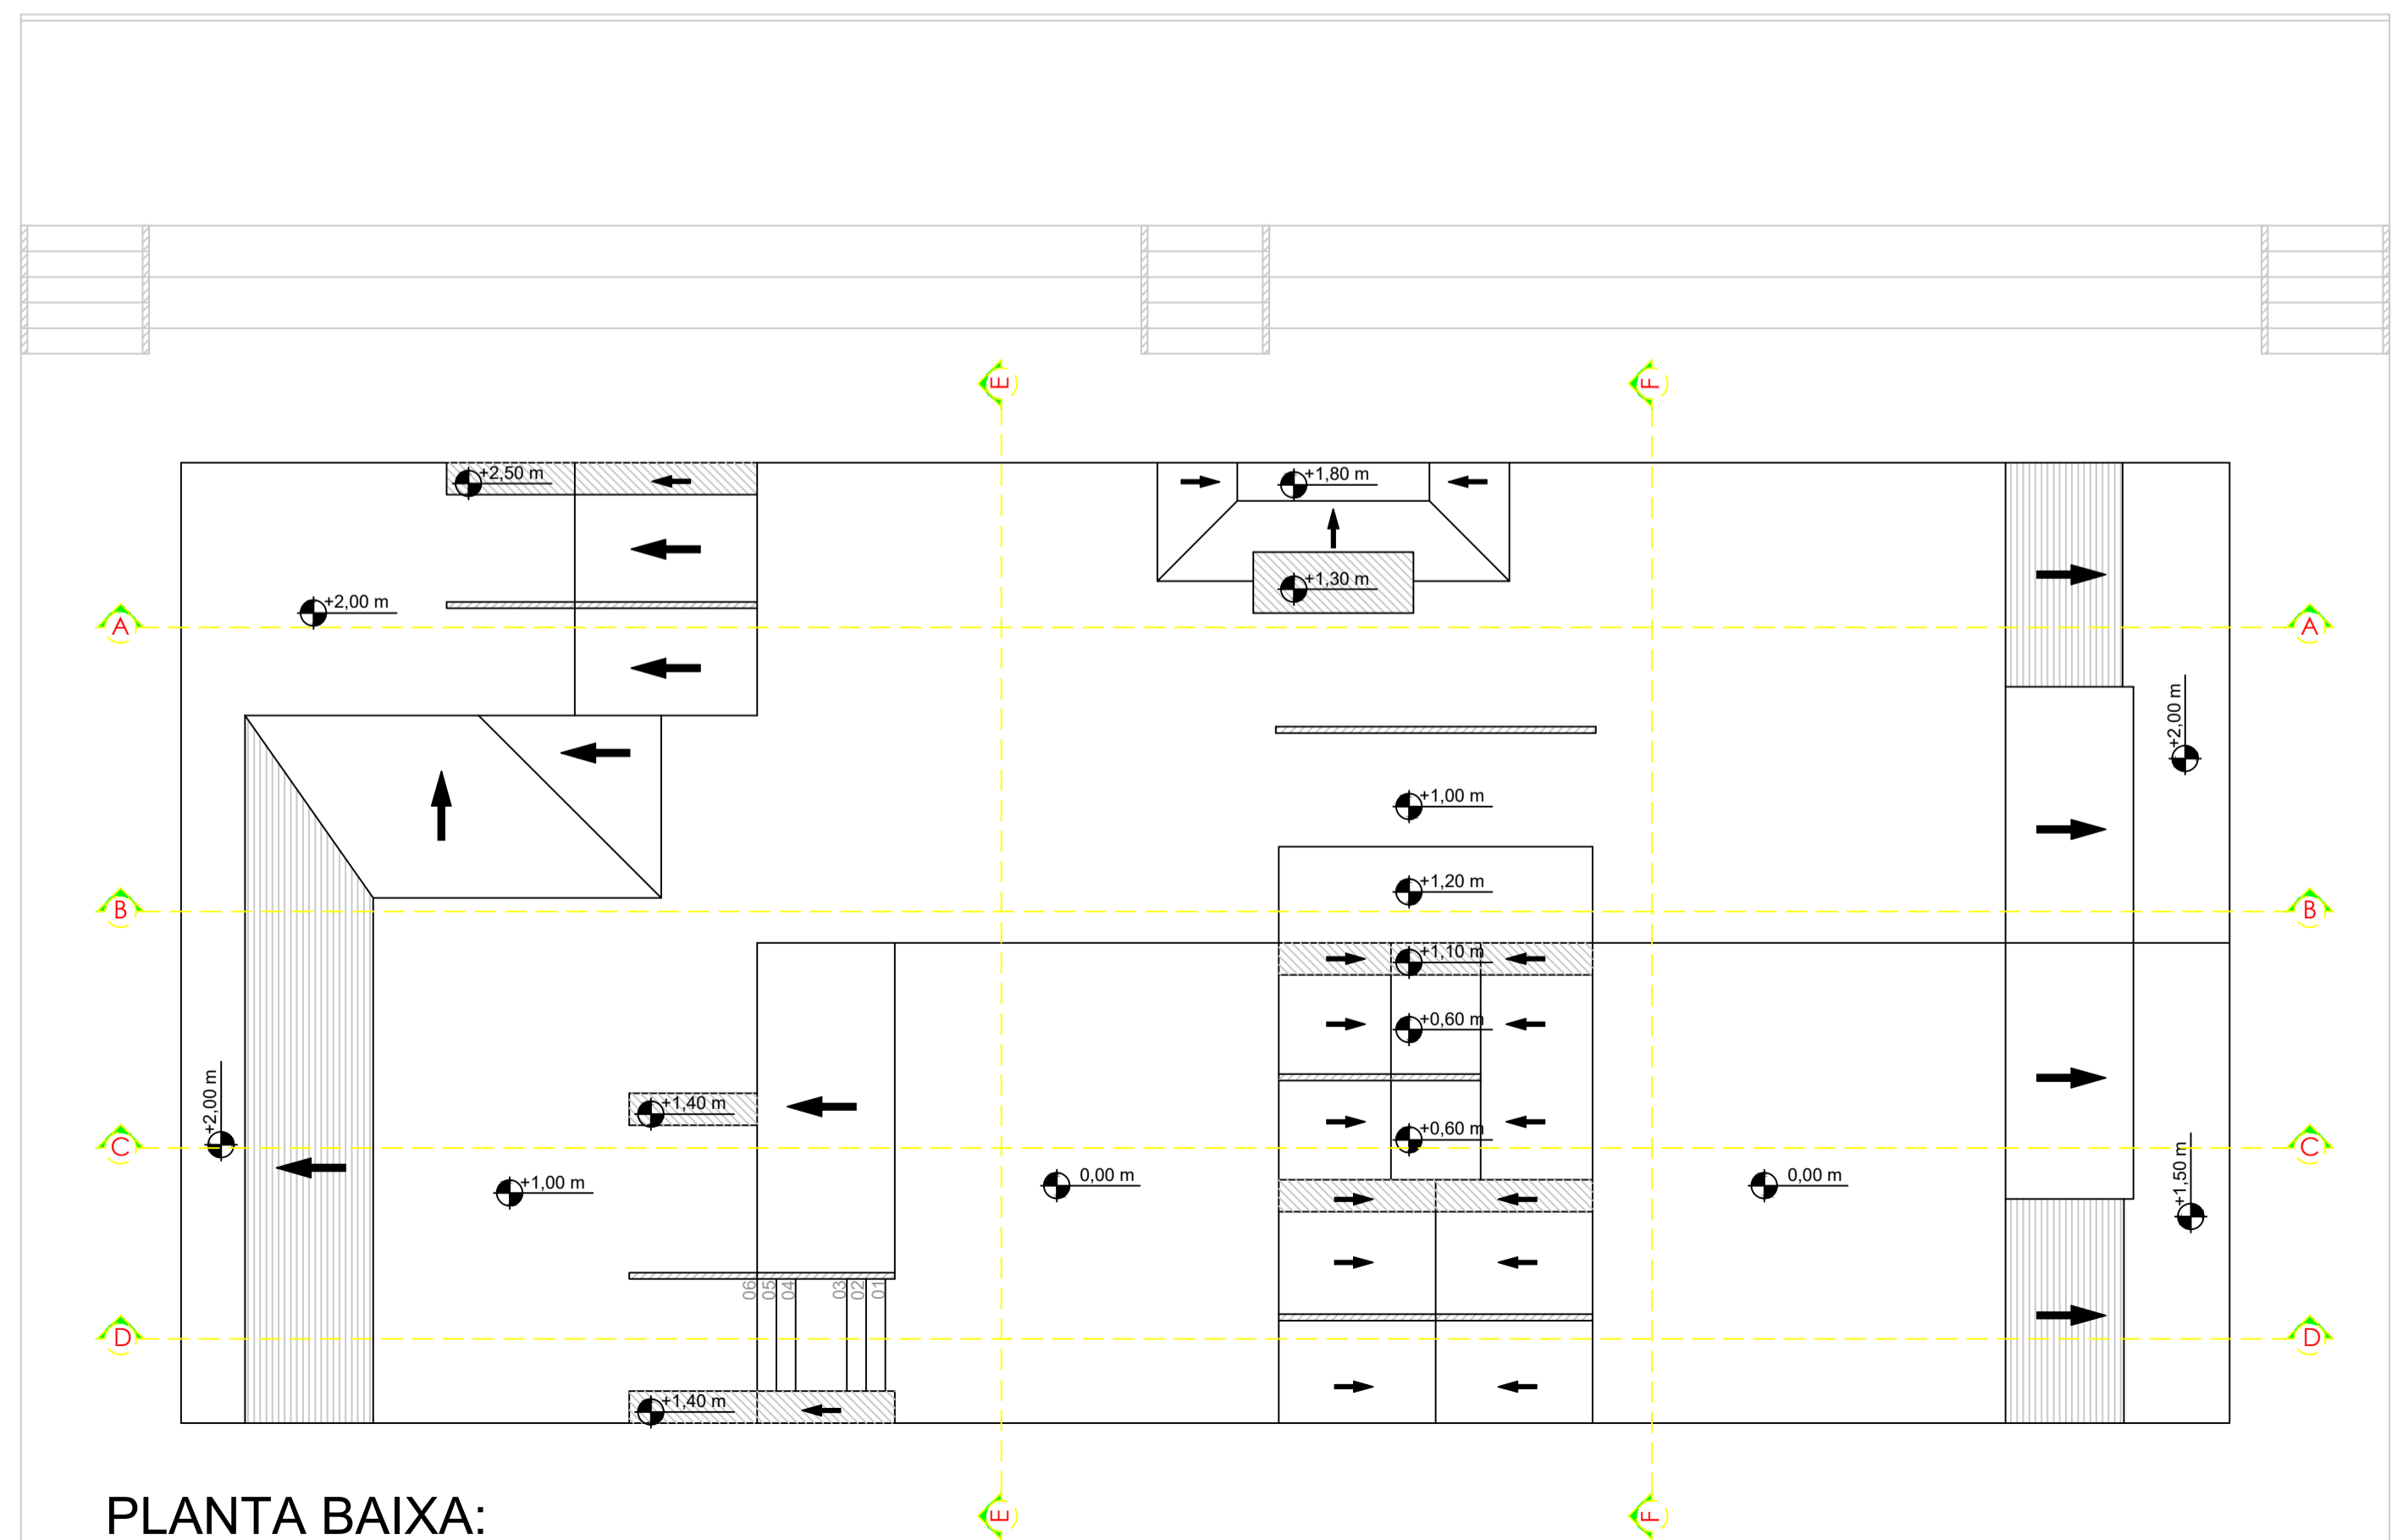 E
F
+2,50 m
+1,80 m
+1,30 m
+2,00 m
A
A
+2,00 m
+1,00 m
+1,20 m
B
B
+1,10 m
+0,60 m
+2,00 m
+1,40 m
+0,60 m
C
C
+1,00 m
0,00 m
0,00 m
+1,50 m
06
05
04
03
02
01
D
D
+1,40 m
PLANTA BAIXA:
E
F